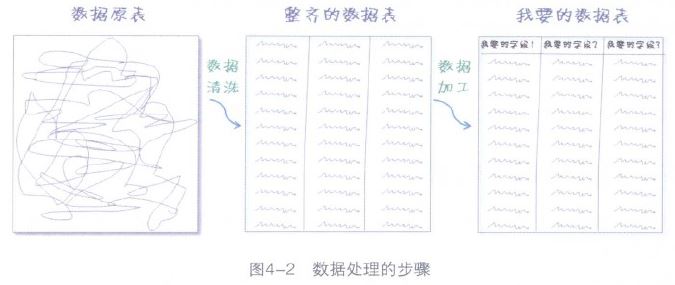 数据原表
整齐的数据表
我要的数据表
数据
清洗
数据
加工
我要的字段1
我要的字段2
我要的字段3
图4-2 数据处理的步骤